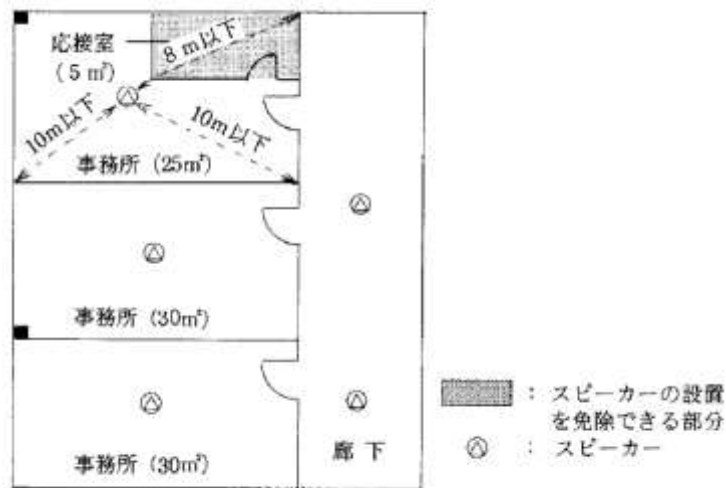 応接室
(5㎡)
8m以下
10m以下
10m以下
事務所 (25㎡)
事務所 (30㎡)
事務所 (30㎡)
廊下
: スピーカーの設置
を免除できる部分
: スピーカー